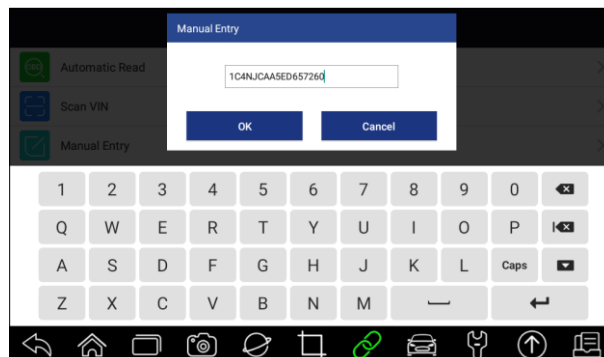 Manual Entry
1C4NJCAA5ED657260
OK
Cancel
OBD
Automatic Read
Scan VIN
Manual Entry
1 2 3 4 5 6 7 8 9 0
Q W E R T Y U I O P
A S D F G H J K L Caps
Z X C V B N M